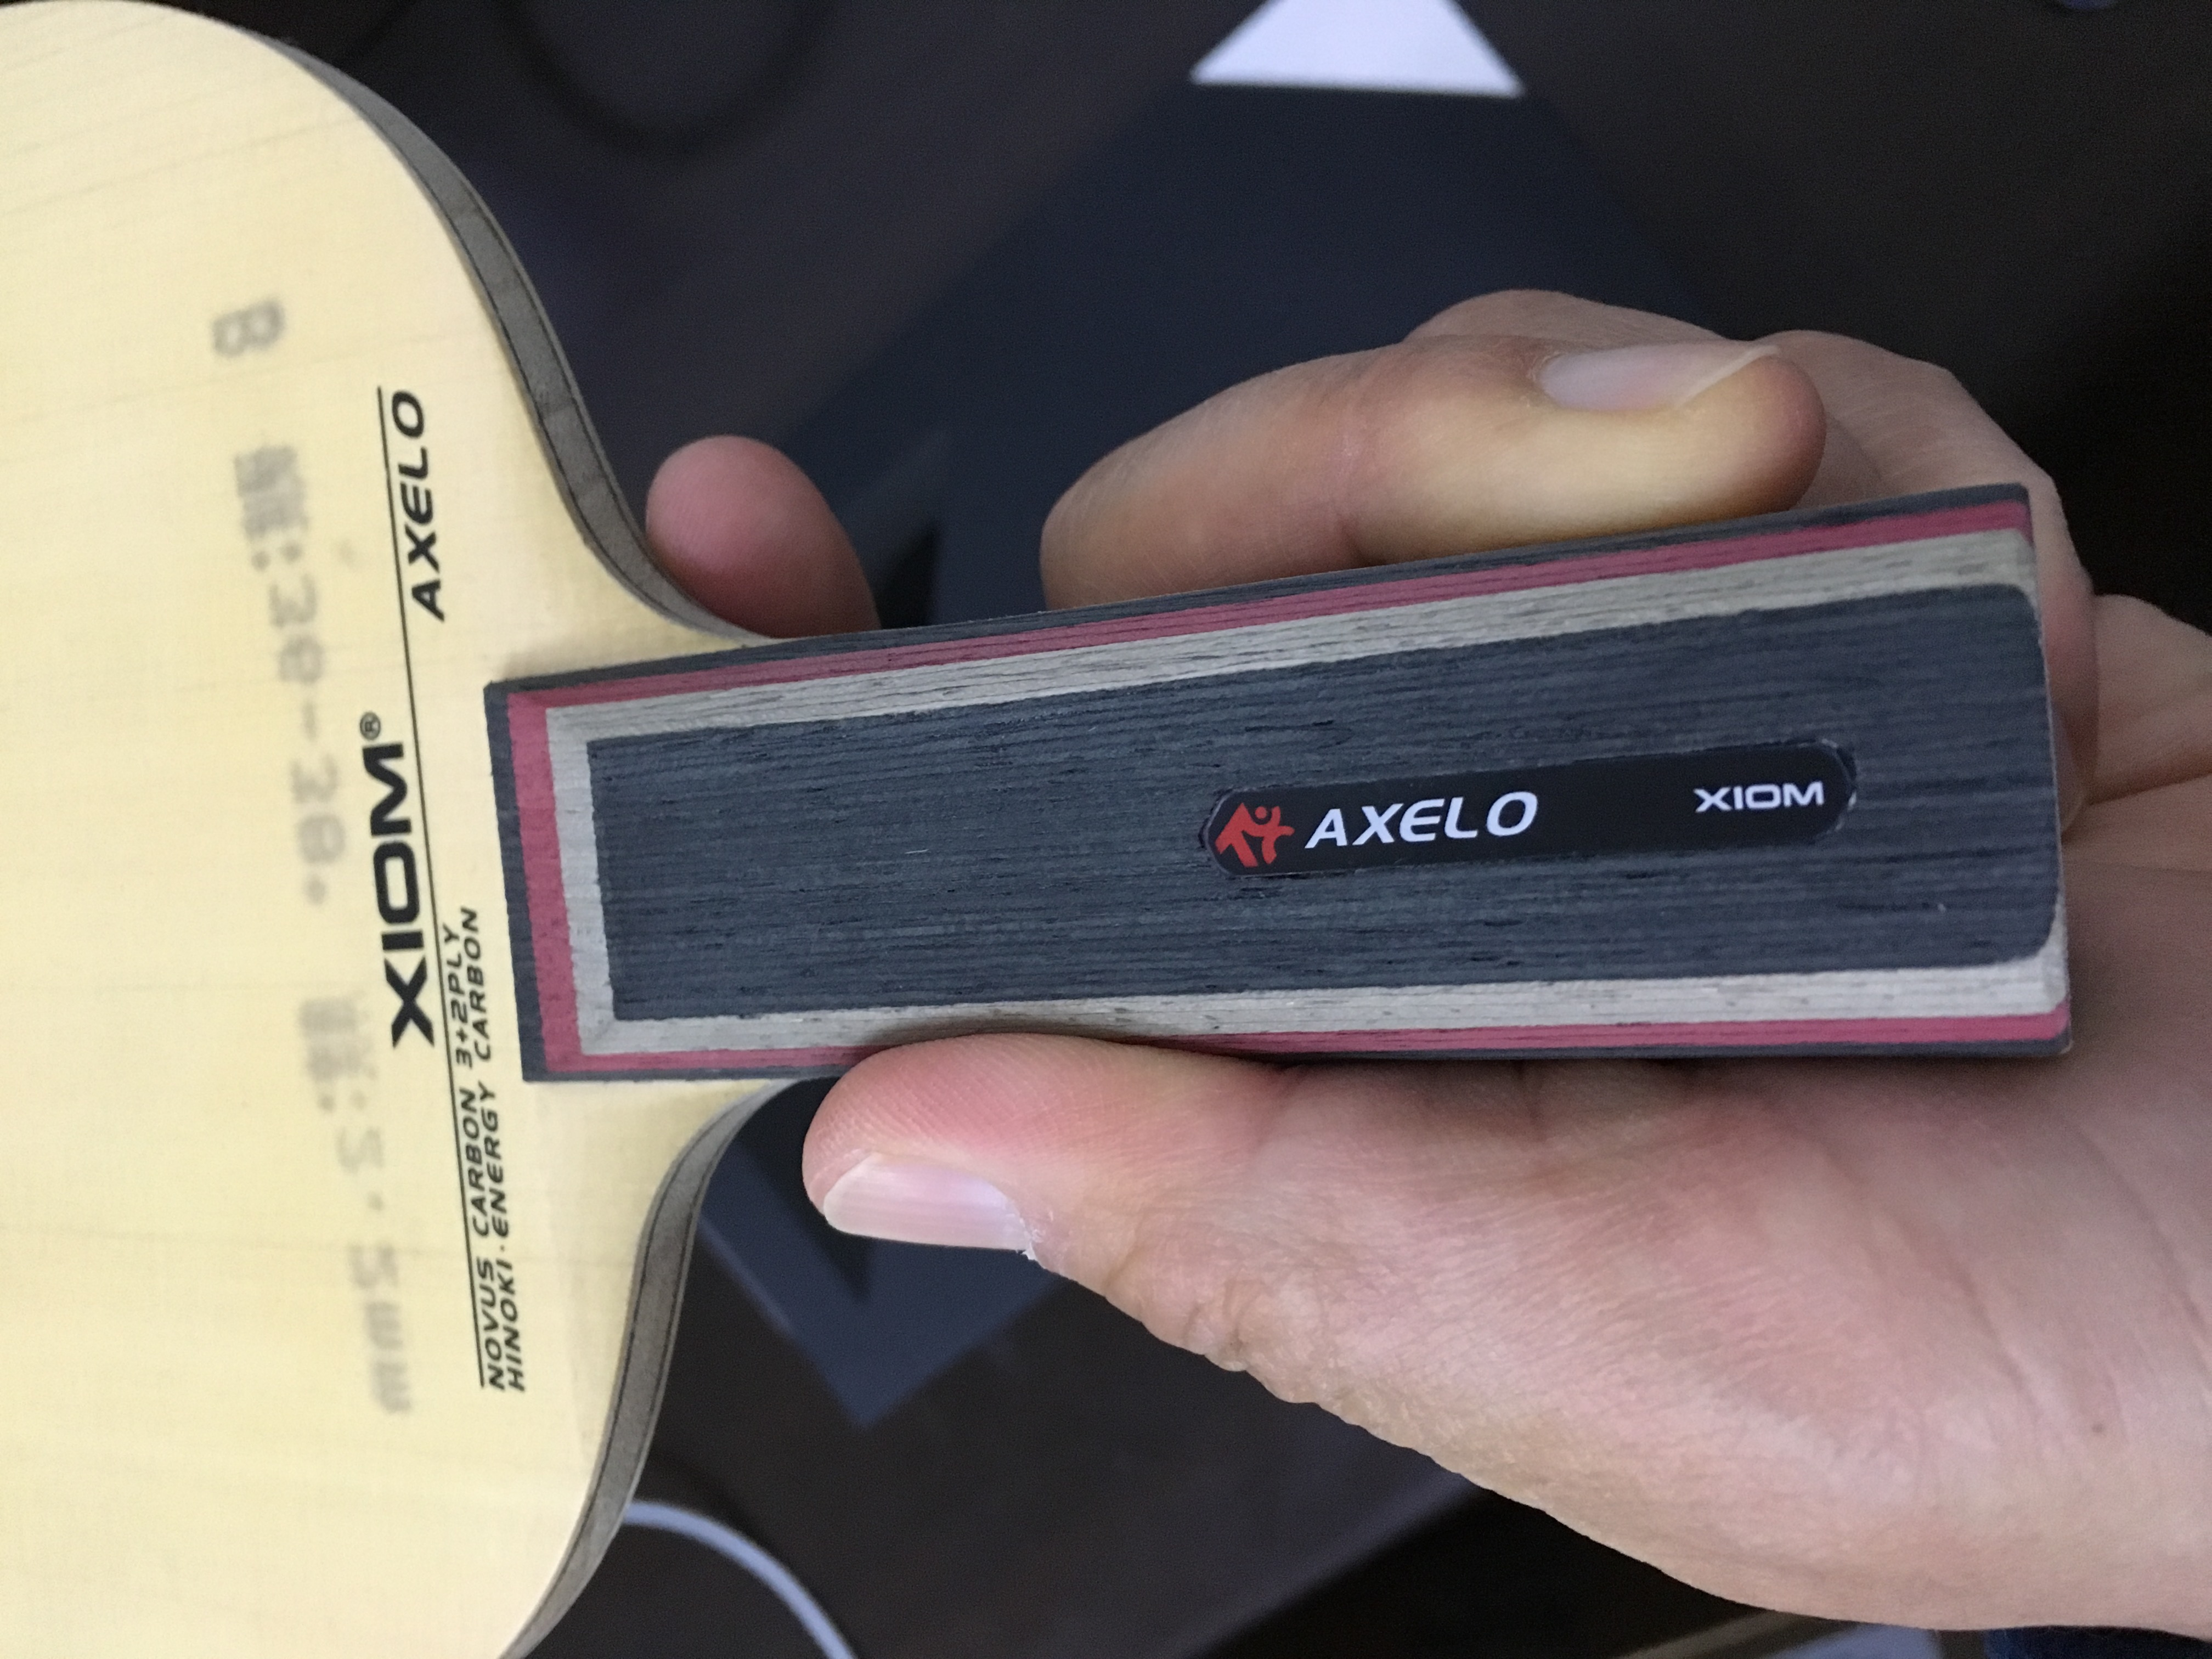 XIOM®
AXELO
NOVUS CARBON 3+2PLY
HINOKI·ENERGY CARBON
AXELO
XIOM